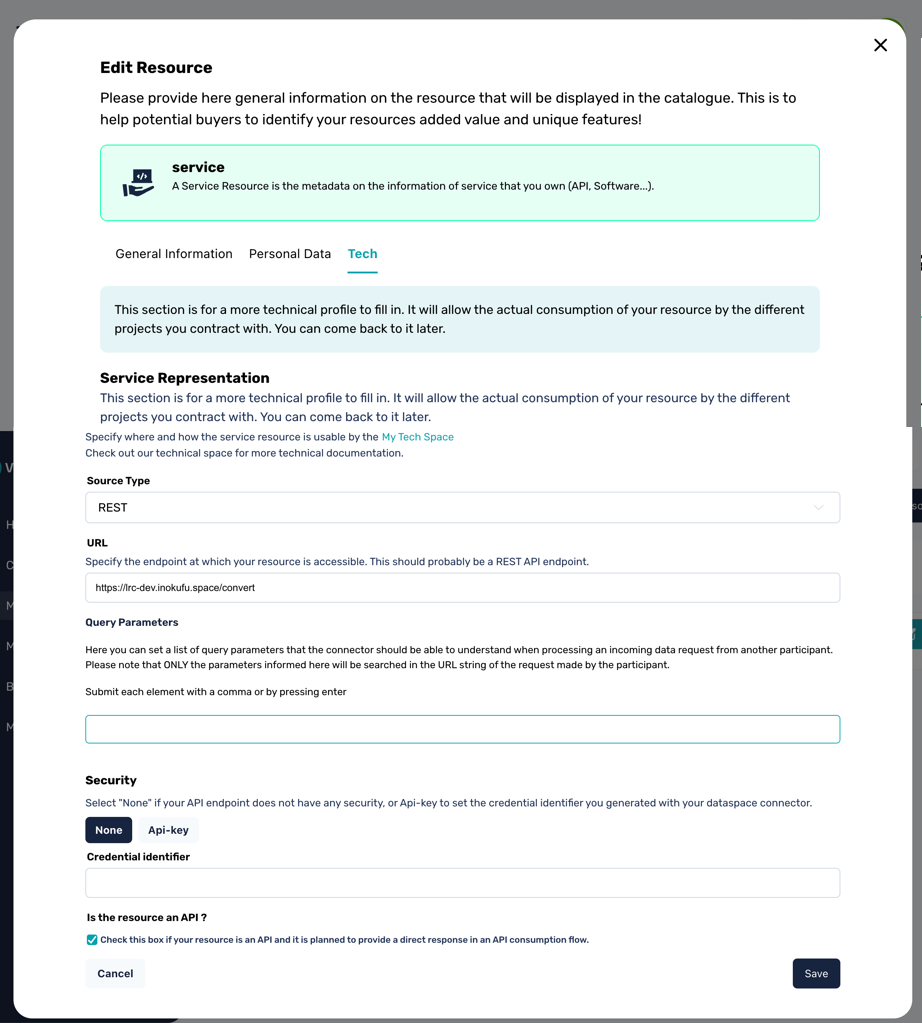 Edit Resource
Please provide here general information on the resource that will be displayed in the catalogue. This is to
help potential buyers to identify your resources added value and unique features!
service
A Service Resource is the metadata on the information of service that you own (API, Software...).
General Information Personal Data Tech
This section is for a more technical profile to fill in. It will allow the actual consumption of your resource by the different
projects you contract with. You can come back to it later.
Service Representation
This section is for a more technical profile to fill in. It will allow the actual consumption of your resource by the different
projects you contract with. You can come back to it later.
Specify where and how the service resource is usable by the My Tech Space
Check out our technical space for more technical documentation.
Source Type
REST
URL
Specify the endpoint at which your resource is accessible. This should probably be a REST API endpoint.
https://lrc-dev.inokufu.space/convert
Query Parameters
Here you can set a list of query parameters that the connector should be able to understand when processing an incoming data request from another participant.
Please note that ONLY the parameters informed here will be searched in the URL string of the request made by the participant.
Submit each element with a comma or by pressing enter
Security
Select "None" if your API endpoint does not have any security, or Api-key to set the credential identifier you generated with your dataspace connector.
None Api-key
Credential identifier
Is the resource an API ?
Check this box if your resource is an API and it is planned to provide a direct response in an API consumption flow.
Cancel Save